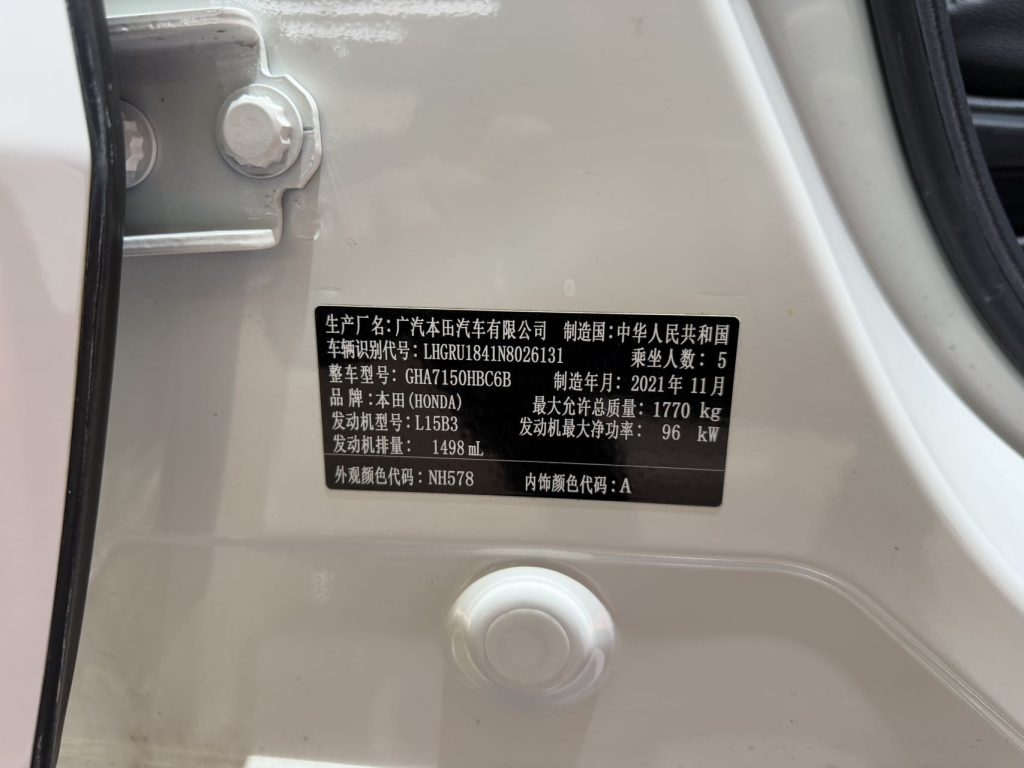 生产厂名:广汽本田汽车有限公司 制造国:中华人民共和国
车辆识别代号: LHGRU1841N8026131 乘坐人数: 5
整车型号: GHA7150HBC6B 制造年月: 2021年 11月
品 牌:本田(HONDA) 最大允许总质量: 1770 kg
发动机型号:L15B3 发动机最大净功率: 96 kW
发动机排量: 1498 mL
外观颜色代码: NH578 内饰颜色代码:A